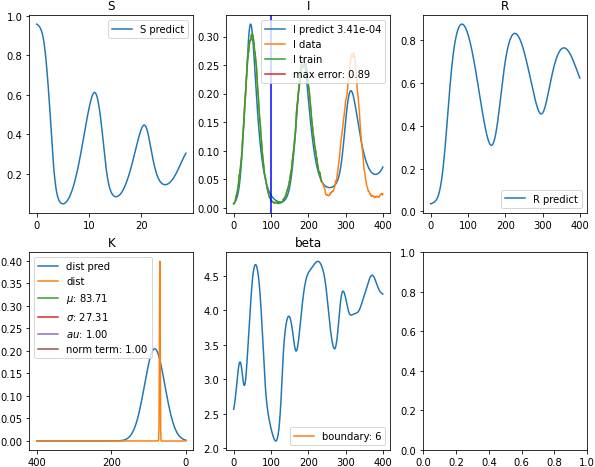 S
I
R
S predict
I predict 3.41e-04
I data
I train
max error: 0.89
R predict
1.0
0.8
0.6
0.4
0.2
0 10 20
0.30
0.25
0.20
0.15
0.10
0.05
0.00
0 100 200 300 400
0.8
0.6
0.4
0.2
0.0
0 100 200 300 400
K
beta
dist pred
dist
μ: 83.71
σ: 27.31
au: 1.00
norm term: 1.00
boundary: 6
0.40
0.35
0.30
0.25
0.20
0.15
0.10
0.05
0.00
400 200 0
4.5
4.0
3.5
3.0
2.5
2.0
0 100 200 300 400
1.0
0.8
0.6
0.4
0.2
0.0
0.0 0.2 0.4 0.6 0.8 1.0